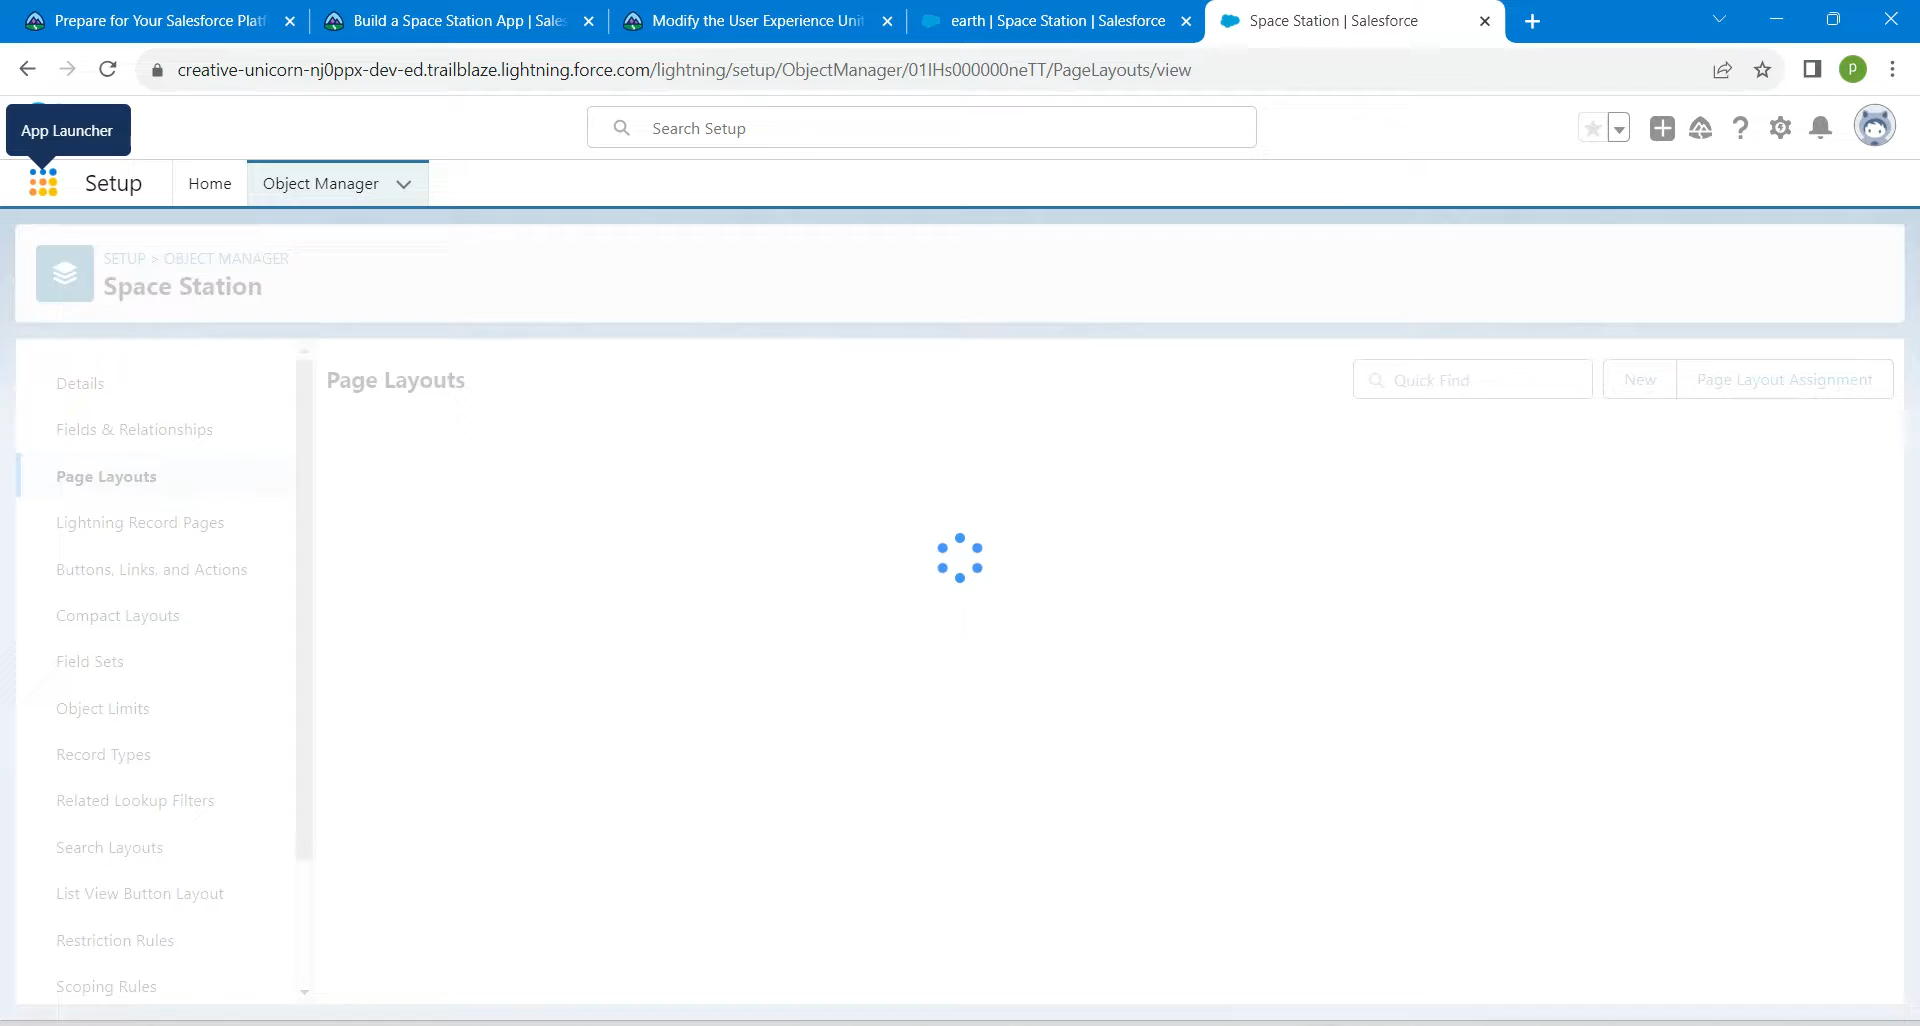 Prepare for Your Salesforce Platf
Build a Space Station App | Sales
Modify the User Experience Unit
earth | Space Station | Salesforce
Space Station | Salesforce
creative-unicorn-nj0ppx-dev-ed.trailblaze.lightning.force.com/lightning/setup/ObjectManager/01IHs000000neTT/PageLayouts/view
P
App Launcher
Search Setup
Setup
Home
Object Manager
SETUP > OBJECT MANAGER
Space Station
Details
Fields & Relationships
Page Layouts
Lightning Record Pages
Buttons, Links, and Actions
Compact Layouts
Field Sets
Object Limits
Record Types
Related Lookup Filters
Search Layouts
List View Button Layout
Restriction Rules
Scoping Rules
Page Layouts
Quick Find
New
Page Layout Assignment